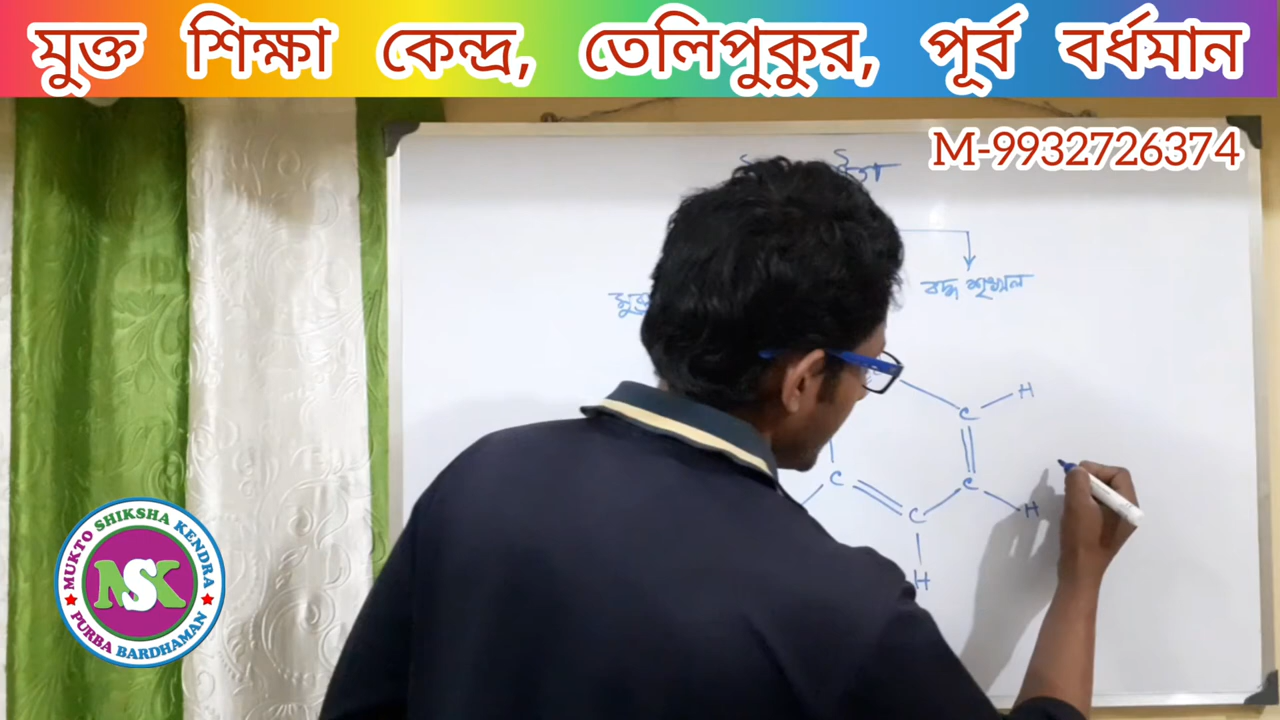 মুক্ত শিক্ষা কেন্দ্র, তেলিপুকুর, পূর্ব বর্ধমান
M-9932726374
মুক্ত
বদ্ধ শৃঙ্খল
C H
C C H
C
H
MUKTO SHIKSHA KENDRA
MSK
PURBA BARDHAMAN